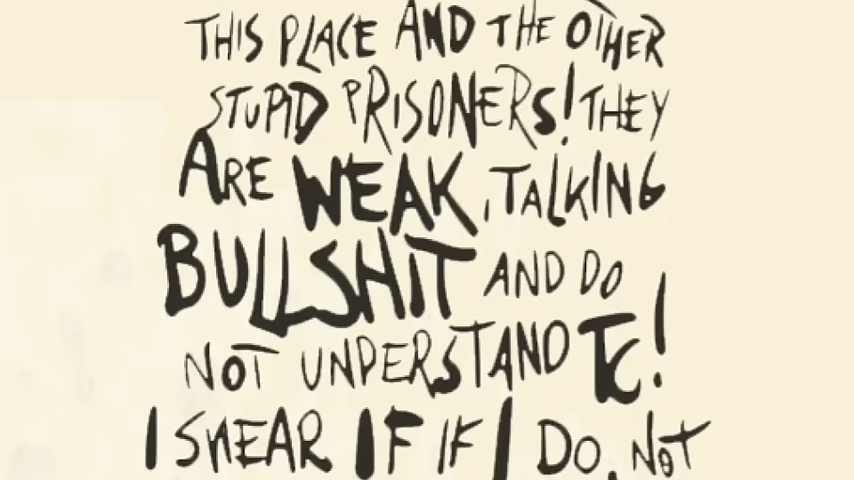 THIS PLACE AND THE OTHER
STUPID PRISONERS! THEY
ARE WEAK, TALKING
BULLSHIT AND DO
NOT UNDERSTAND TC!
I SWEAR IF IF I DO NOT